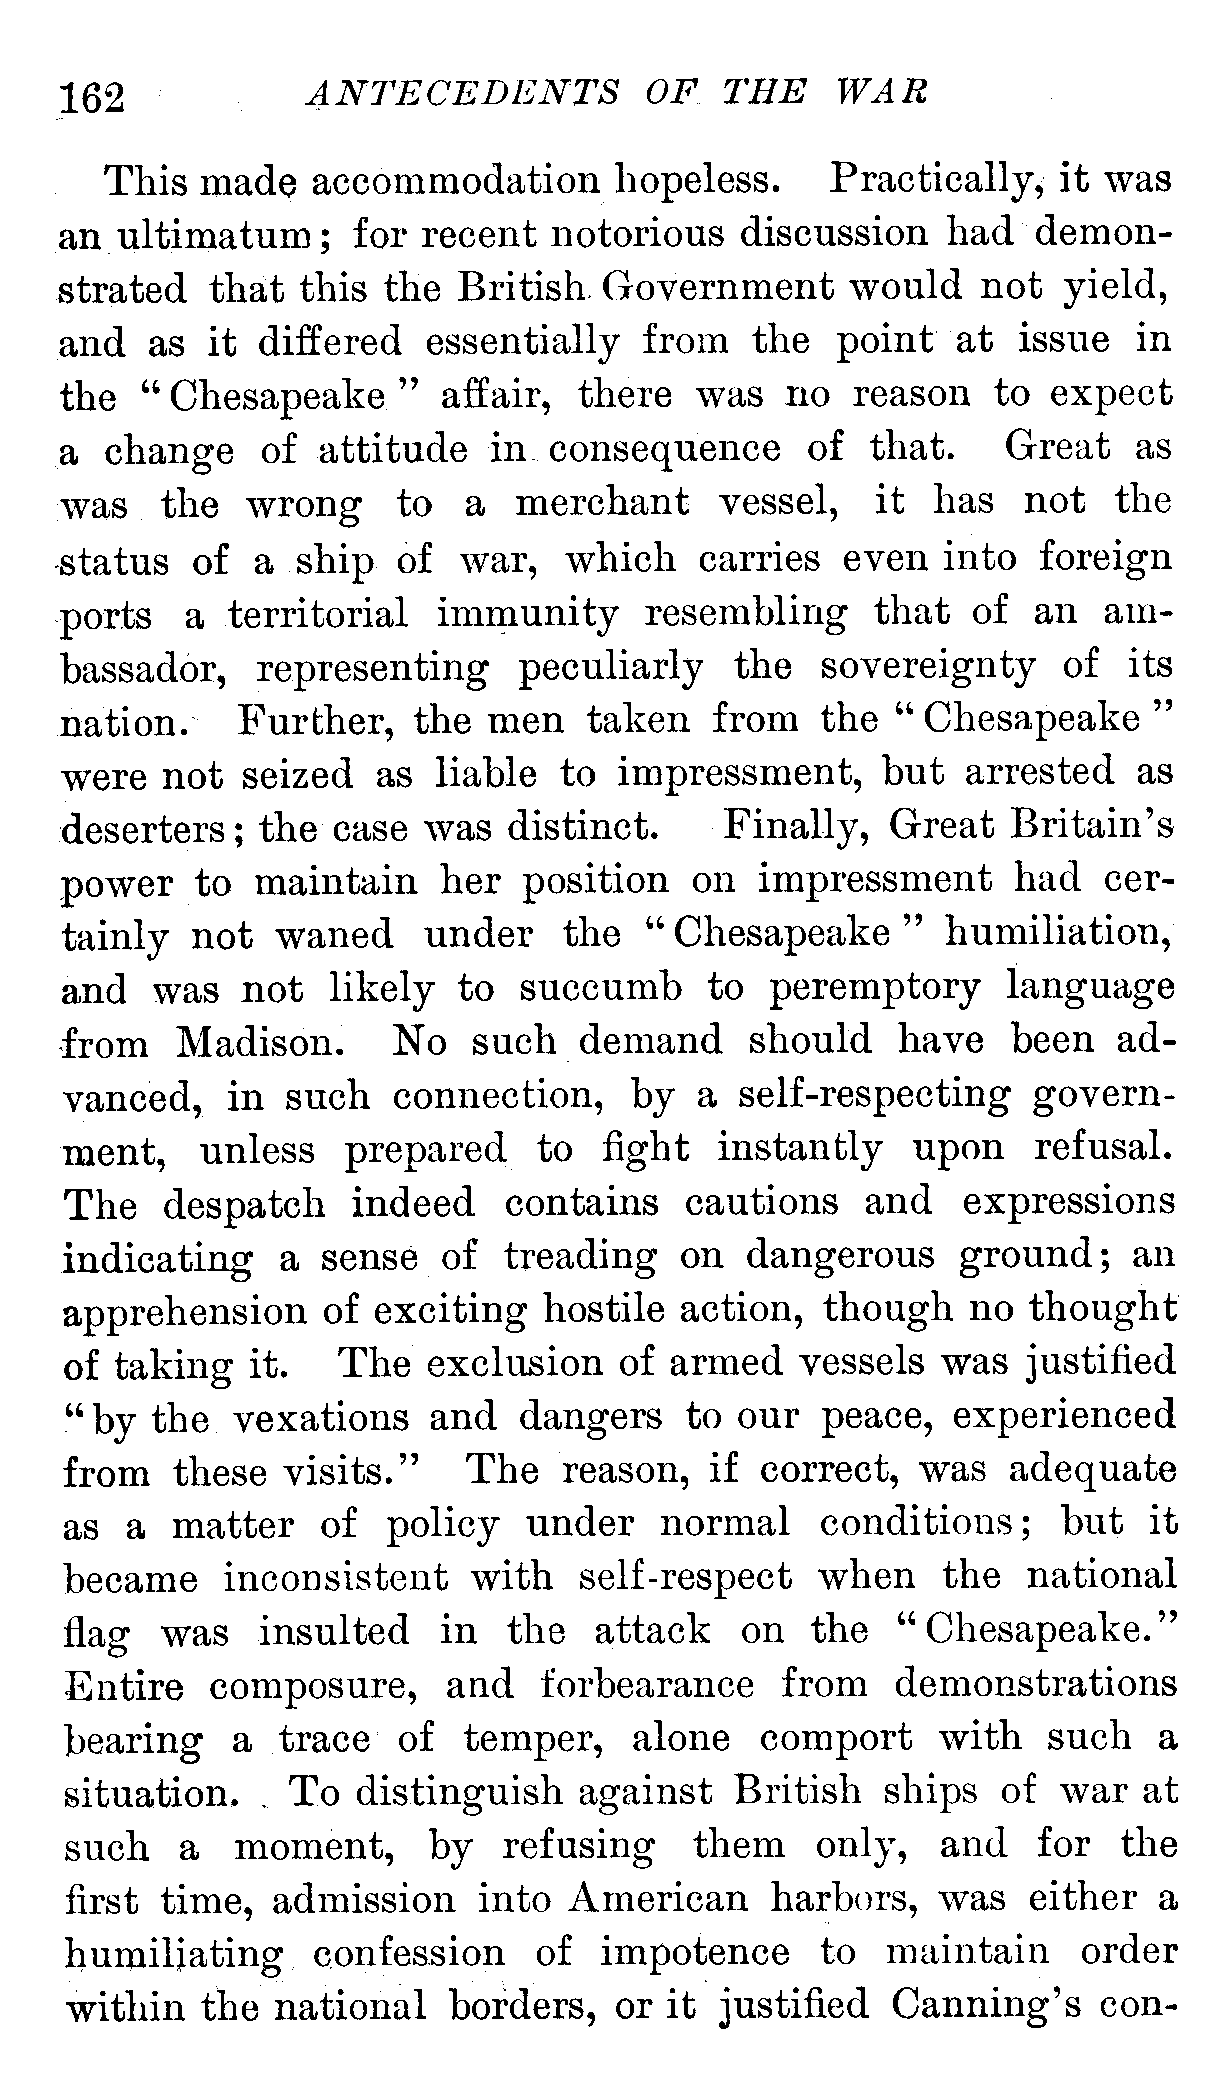 162 ANTECEDENTS OF THE WAR
This made accommodation hopeless. Practically, it was
an ultimatum; for recent notorious discussion had demon-
strated that this the British Government would not yield,
and as it differed essentially from the point at issue in
the “Chesapeake” affair, there was no reason to expect
a change of attitude in consequence of that. Great as
was the wrong to a merchant vessel, it has not the
status of a ship of war, which carries even into foreign
ports a territorial immunity resembling that of an am-
bassador, representing peculiarly the sovereignty of its
nation. Further, the men taken from the “Chesapeake”
were not seized as liable to impressment, but arrested as
deserters; the case was distinct. Finally, Great Britain’s
power to maintain her position on impressment had cer-
tainly not waned under the “Chesapeake” humiliation,
and was not likely to succumb to peremptory language
from Madison. No such demand should have been ad-
vanced, in such connection, by a self-respecting govern-
ment, unless prepared to fight instantly upon refusal.
The despatch indeed contains cautions and expressions
indicating a sense of treading on dangerous ground; an
apprehension of exciting hostile action, though no thought
of taking it. The exclusion of armed vessels was justified
“by the vexations and dangers to our peace, experienced
from these visits.” The reason, if correct, was adequate
as a matter of policy under normal conditions; but it
became inconsistent with self-respect when the national
flag was insulted in the attack on the “Chesapeake.”
Entire composure, and forbearance from demonstrations
bearing a trace of temper, alone comport with such a
situation. To distinguish against British ships of war at
such a moment, by refusing them only, and for the
first time, admission into American harbors, was either a
humiliating confession of impotence to maintain order
within the national borders, or it justified Canning’s con-